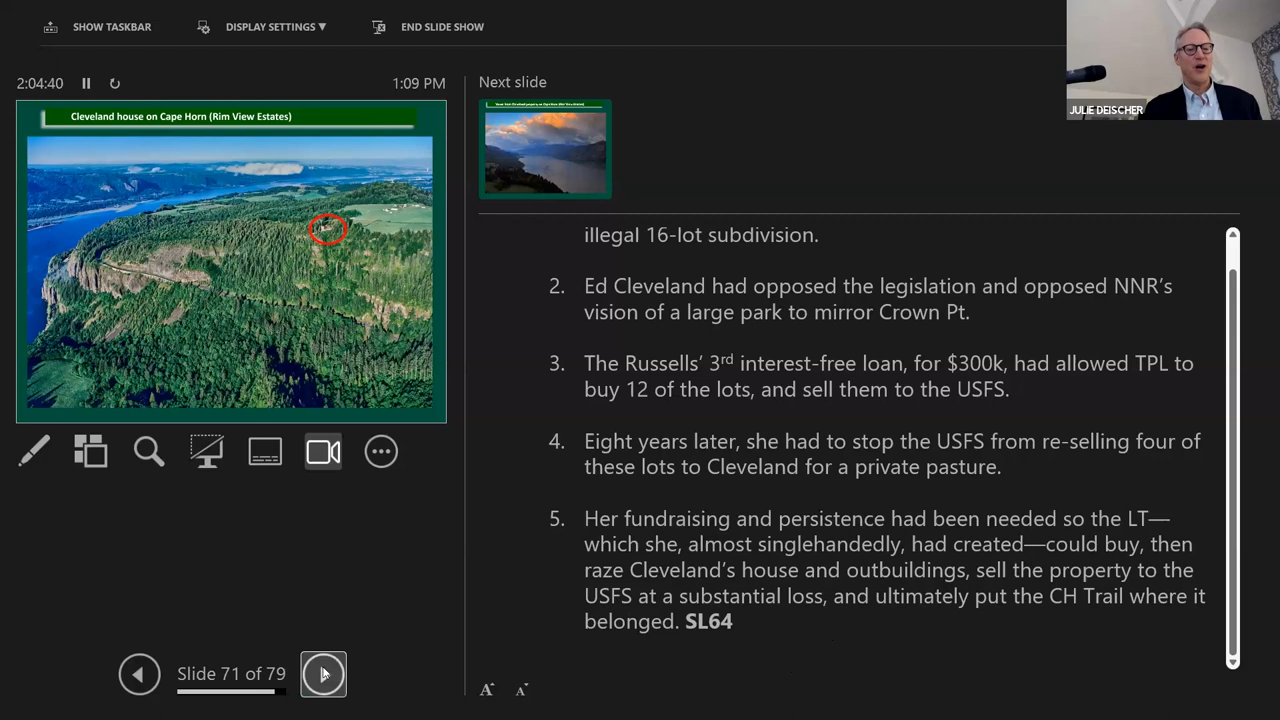 SHOW TASKBAR
DISPLAY SETTINGS ▼
END SLIDE SHOW
JULIE DEISCHER
2:04:40
1:09 PM
Next slide
Cleveland house on Cape Horn (Rim View Estates)
illegal 16-lot subdivision.
2. Ed Cleveland had opposed the legislation and opposed NNR’s
vision of a large park to mirror Crown Pt.
3. The Russells’ 3rd interest-free loan, for $300k, had allowed TPL to
buy 12 of the lots, and sell them to the USFS.
4. Eight years later, she had to stop the USFS from re-selling four of
these lots to Cleveland for a private pasture.
5. Her fundraising and persistence had been needed so the LT—
which she, almost singlehandedly, had created—could buy, then
raze Cleveland’s house and outbuildings, sell the property to the
USFS at a substantial loss, and ultimately put the CH Trail where it
belonged. SL64
Slide 71 of 79
A A